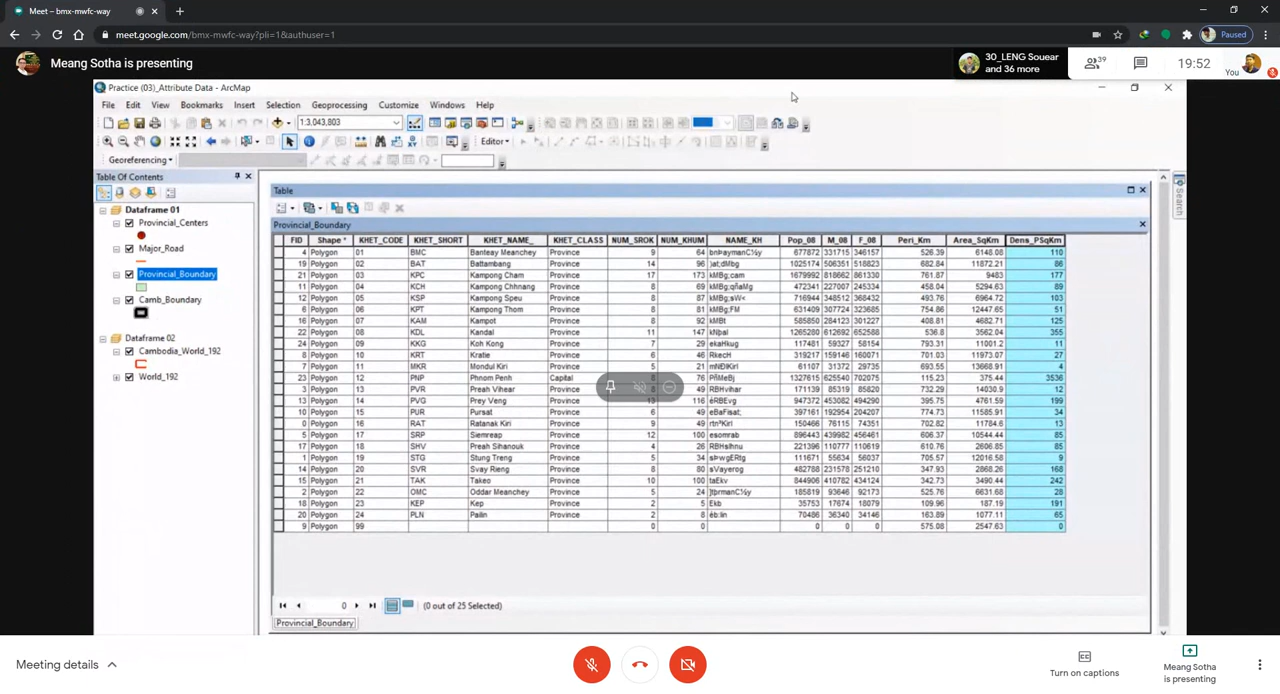 Meet – bmx-mwfc-way
meet.google.com/bmx-mwfc-way?pli=1&authuser=1
Paused
Meang Sotha is presenting
30_LENG Souear
and 36 more
39
19:52
You
Practice (03)_Attribute Data - ArcMap
File Edit View Bookmarks Insert Selection Geoprocessing Customize Windows Help
1:3,043,803
Editor
Georeferencing
Table Of Contents
Dataframe 01
Provincial_Centers
Major_Road
Provincial_Boundary
Camb_Boundary
Dataframe 02
Cambodia_World_192
World_192
Search
Table
Provincial_Boundary
FID Shape * KHET_CODE KHET_SHORT KHET_NAME_ KHET_CLASS NUM_SROK NUM_KHUM NAME_KH Pop_08 M_08 F_08 Peri_Km Area_SqKm Dens_PSqKm
4 Polygon 01 BMC Banteay Meanchey Province 9 64 677872 331715 346157 526.39 6148.08 110
19 Polygon 02 BAT Battambang Province 14 96 1025174 506351 518823 682.84 11872.21 86
21 Polygon 03 KPC Kampong Cham Province 17 173 kMBg;cam 1679992 818662 861330 761.87 9483 177
11 Polygon 04 KCH Kampong Chhnang Province 8 69 472341 227007 245334 458.04 5294.63 89
12 Polygon 05 KSP Kampong Speu Province 8 87 kMBg;sW< 716944 348512 368432 493.76 6964.72 103
6 Polygon 06 KPT Kampong Thom Province 8 81 kMBg;FM 631409 307724 323685 754.86 12447.65 51
16 Polygon 07 KAM Kampot Province 8 92 kMBt 585850 284123 301227 408.81 4682.71 125
22 Polygon 08 KDL Kandal Province 11 147 1265280 612692 652588 536.8 3562.04 355
24 Polygon 09 KKG Koh Kong Province 7 29 ekaHkug 117481 59327 58154 793.31 11001.2 11
8 Polygon 10 KRT Kratie Province 6 46 RkecH 319217 159146 160071 701.03 11973.07 27
7 Polygon 11 MKR Mondul Kiri Province 5 21 61107 31372 29735 693.55 13668.91 4
23 Polygon 12 PNP Phnom Penh Capital 76 1327615 625540 702075 115.23 375.44 3536
3 Polygon 13 PVR Preah Vihear Province 49 RBHvihar 171139 85319 85820 732.29 14030.9 12
13 Polygon 14 PVG Prey Veng Province 116 947372 453082 494290 395.75 4761.59 199
10 Polygon 15 PUR Pursat Province 6 49 eBaFisat; 397161 192954 204207 774.73 11585.91 34
0 Polygon 16 RAT Ratanak Kiri Province 9 49 150466 76115 74351 702.82 11784.6 13
5 Polygon 17 SRP Siemreap Province 12 100 esomrab 896443 439982 456461 606.37 10544.44 85
17 Polygon 18 SHV Preah Sihanouk Province 4 26 221396 110777 110619 610.76 2606.85 85
1 Polygon 19 STG Stung Treng Province 5 34 111671 55634 56037 705.57 12016.58 9
14 Polygon 20 SVR Svay Rieng Province 8 80 sVayerog 482788 231578 251210 347.93 2868.26 168
15 Polygon 21 TAK Takeo Province 10 100 taEkv 844906 410782 434124 342.73 3490.44 242
2 Polygon 22 OMC Oddar Meanchey Province 5 24 185819 93646 92173 525.76 6631.68 28
18 Polygon 23 KEP Kep Province 2 5 Ekb 35753 17674 18079 109.96 187.19 191
20 Polygon 24 PLN Pailin Province 2 8 70486 36340 34146 163.89 1077.11 65
9 Polygon 99 0 0 0 0 0 575.08 2547.63 0
0
(0 out of 25 Selected)
Provincial_Boundary
Meeting details
Turn on captions
Meang Sotha
is presenting